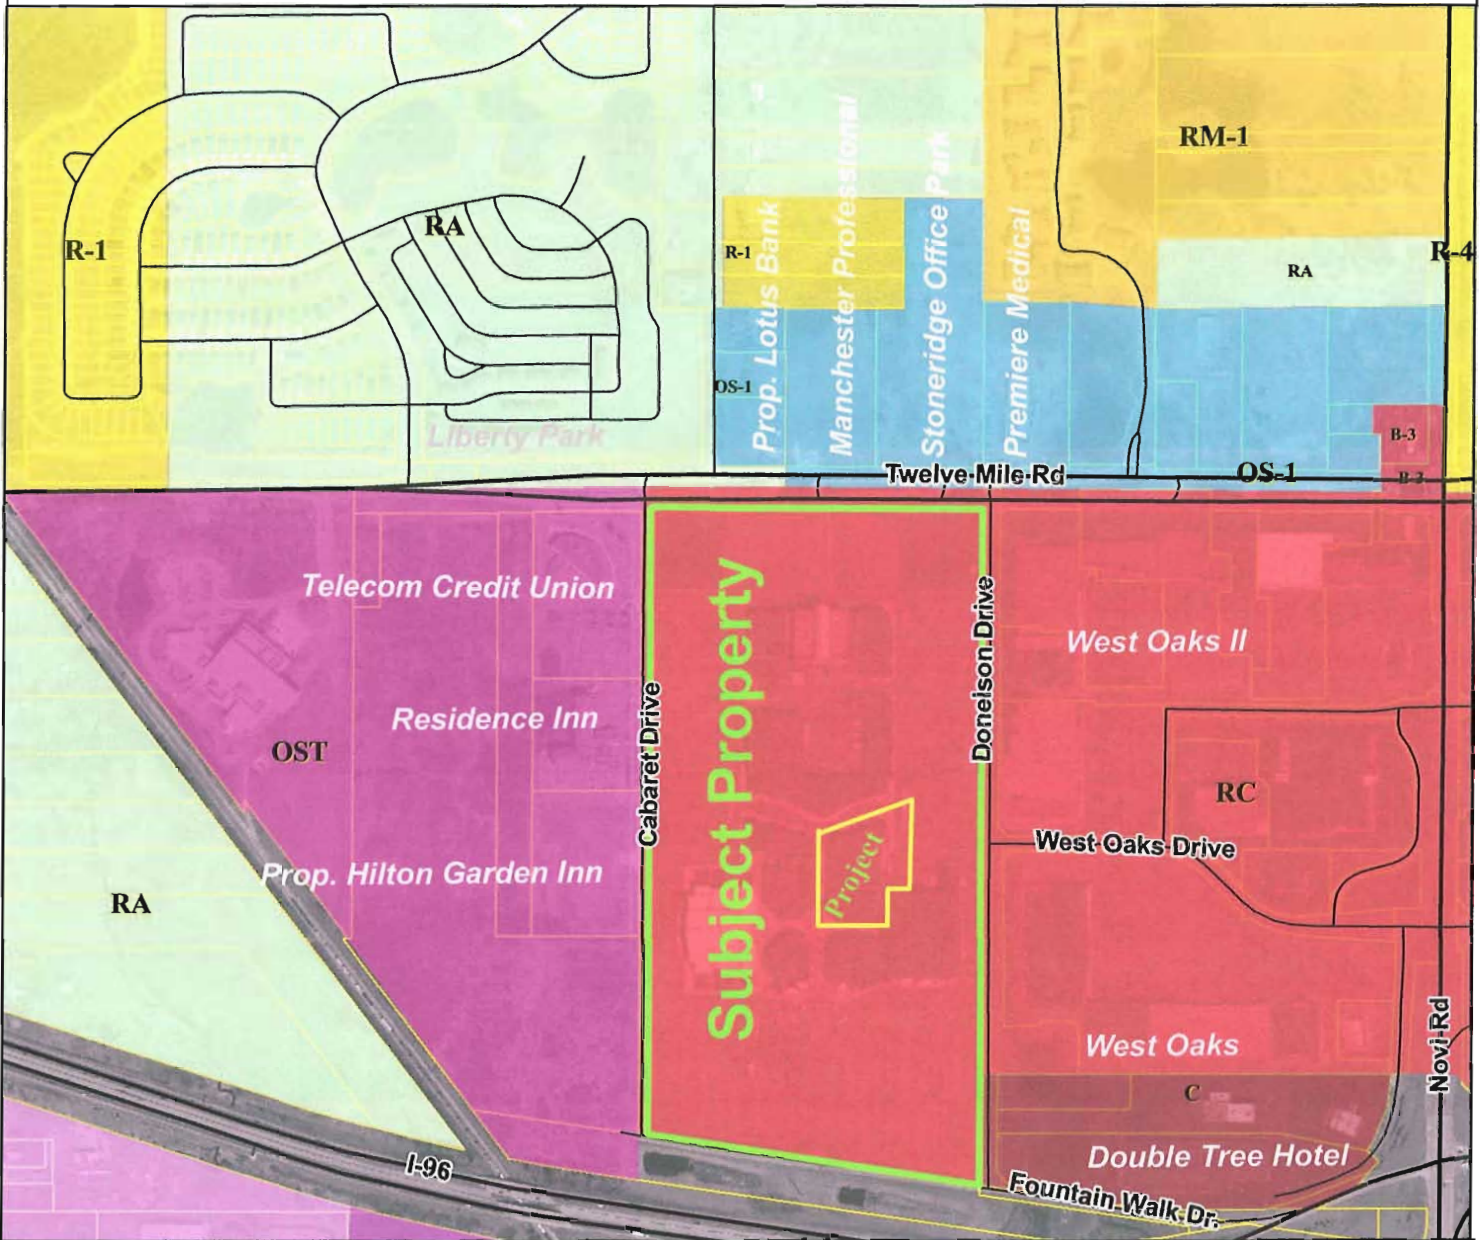 RM-1
RA
R-1
R-1
R-4
RA
OS-1
Prop. Lotus Bank
Manchester Professional
Stoneridge Office Park
Premiere Medical
Liberty Park
B-3
Twelve Mile Rd
OS-1
Telecom Credit Union
Residence Inn
OST
Prop. Hilton Garden Inn
RA
Cabaret Drive
Subject Property
Project
Donelson Drive
West Oaks II
RC
West Oaks Drive
West Oaks
C
Double Tree Hotel
Novi Rd
I-96
Fountain Walk Dr.